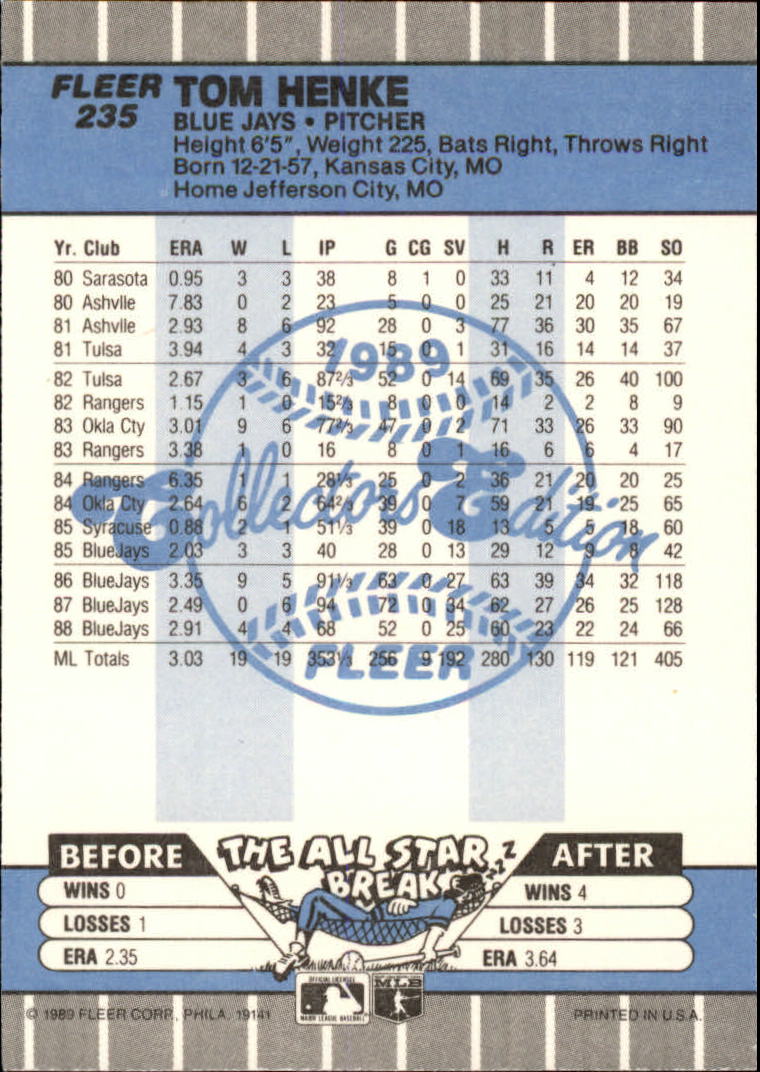 FLEER TOM HENKE
235
BLUE JAYS • PITCHER
Height 6'5", Weight 225, Bats Right, Throws Right
Born 12-21-57, Kansas City, MO
Home Jefferson City, MO
Yr. Club ERA W L IP G CG SV H R ER BB SO
80 Sarasota 0.95 3 3 38 8 1 0 33 11 4 12 34
80 Ashvlle 7.83 0 2 23 5 0 0 25 21 20 20 19
81 Ashvlle 2.93 8 6 92 28 0 3 77 36 30 35 67
81 Tulsa 3.94 4 3 32 15 0 1 31 16 14 14 37
82 Tulsa 2.67 3 6 87⅔ 52 0 14 69 35 26 40 100
82 Rangers 1.15 1 0 15⅔ 8 0 0 14 2 2 8 9
83 Okla Cty 3.01 9 6 77⅔ 47 0 2 71 33 26 33 90
83 Rangers 3.38 1 0 16 8 0 1 16 6 6 4 17
84 Rangers 6.35 1 1 28⅓ 25 0 2 36 21 20 20 25
84 Okla Cty 2.64 6 2 64⅔ 39 0 7 59 21 19 25 65
85 Syracuse 0.88 2 1 51⅓ 39 0 18 13 5 5 18 60
85 BlueJays 2.03 3 3 40 28 0 13 29 12 9 8 42
86 BlueJays 3.35 9 5 91⅓ 63 0 27 63 39 34 32 118
87 BlueJays 2.49 0 6 94 72 0 34 62 27 26 25 128
88 BlueJays 2.91 4 4 68 52 0 25 60 23 22 24 66
ML Totals 3.03 19 19 353⅓ 256 9 192 280 130 119 121 405
1989
Collectors Edition
FLEER
BEFORE THE ALL STAR BREAK AFTER
Z Z Z
WINS 0 WINS 4
LOSSES 1 LOSSES 3
ERA 2.35 ERA 3.64
OFFICIAL LICENSEE
MAJOR LEAGUE BASEBALL
MLB
© 1989 FLEER CORP., PHILA. 19141 PRINTED IN U.S.A.